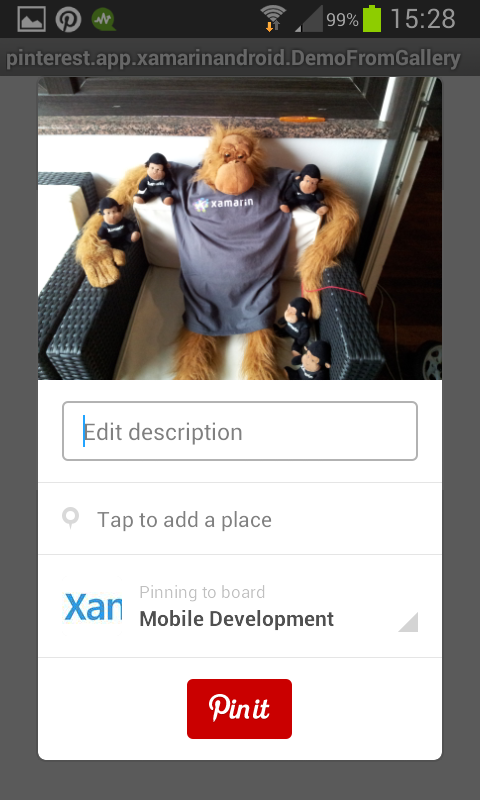 99% 15:28
pinterest.app.xamarinandroid.DemoFromGallery
xamarin
Edit description
Tap to add a place
Pinning to board
Xan
Mobile Development
Pin it